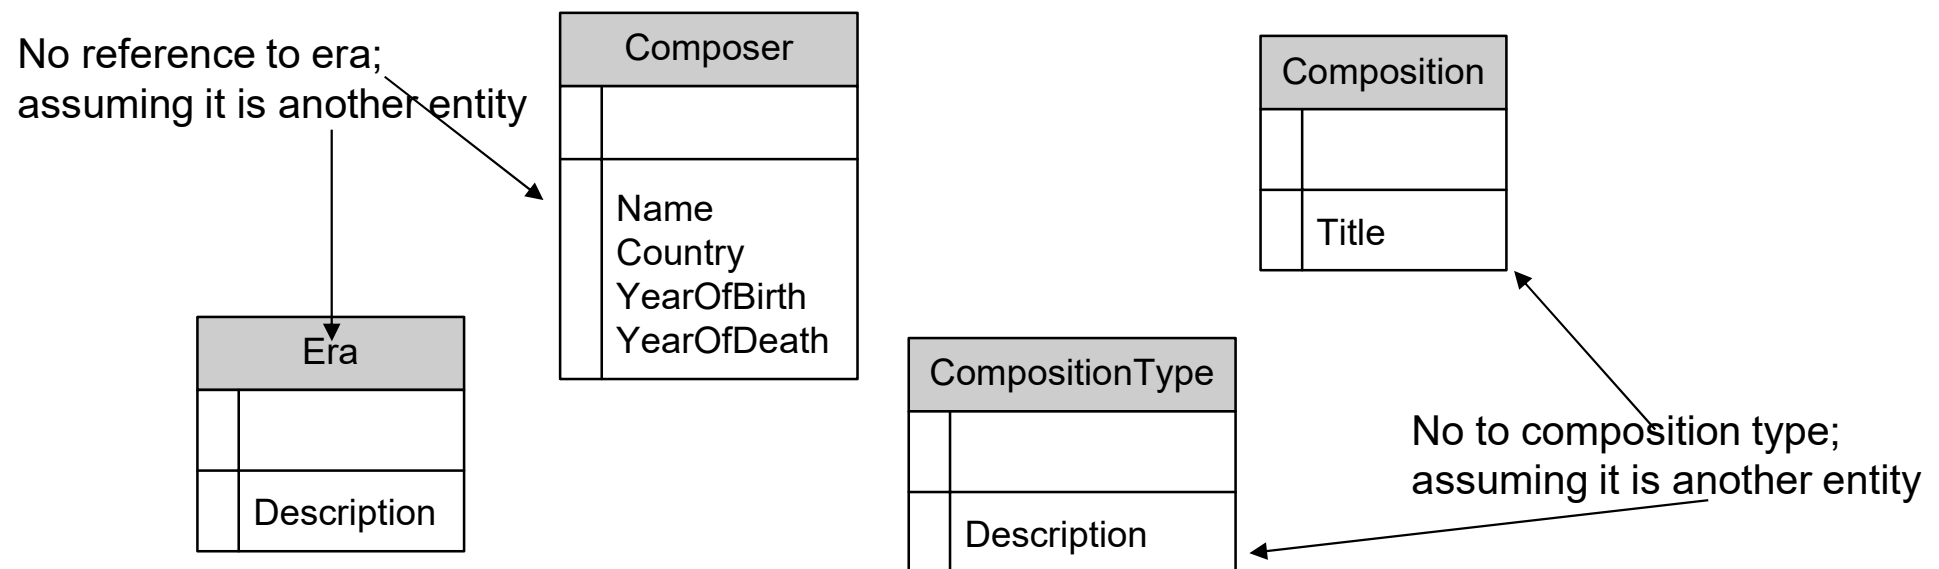 No reference to era;
assuming it is another entity
Composer
Name
Country
YearOfBirth
YearOfDeath
Composition
Title
Era
Description
CompositionType
Description
No to composition type;
assuming it is another entity